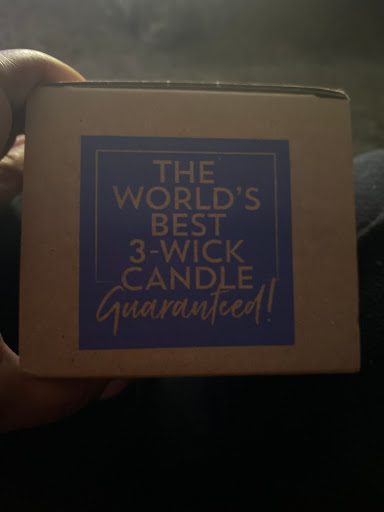 THE
WORLD'S
BEST
3-WICK
CANDLE
Guaranteed!